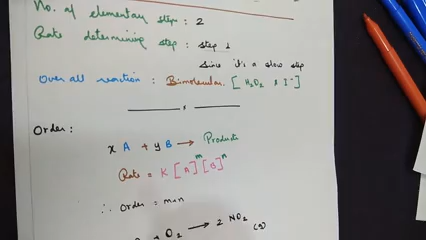 No. of elementary step : 2
Rate determining step : step 1
Since it's a slow step
Over all reaction : Bimolecular. [ H₂O₂ & I⁻ ]
x
Order :
x A + y B → Products
Rate = K [A]ᵐ [B]ⁿ
∴ Order = m+n
+ O₂ → 2 NO₂ (g)